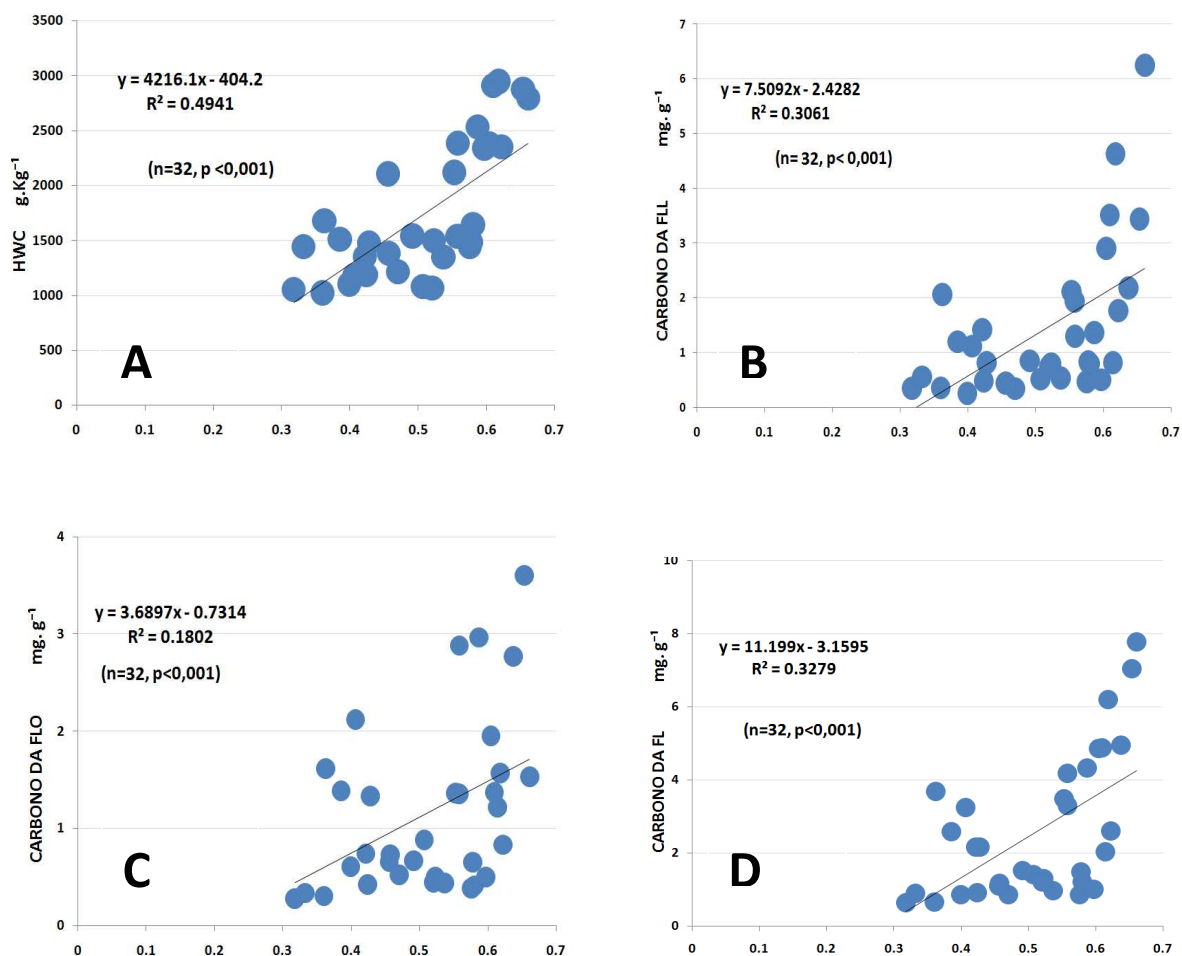 3500
3000
2500
2000
1500
1000
500
0
HWC g.Kg⁻¹
y = 4216.1x - 404.2
R² = 0.4941
(n=32, p <0,001)
A
0 0.1 0.2 0.3 0.4 0.5 0.6 0.7
7
6
5
4
3
2
1
0
CARBONO DA FLL mg. g⁻¹
y = 7.5092x - 2.4282
R² = 0.3061
(n= 32, p< 0,001)
B
0 0.1 0.2 0.3 0.4 0.5 0.6 0.7
4
3
2
1
0
CARBONO DA FLO mg. g⁻¹
y = 3.6897x - 0.7314
R² = 0.1802
(n=32, p<0,001)
C
0 0.1 0.2 0.3 0.4 0.5 0.6 0.7
10
8
6
4
2
0
CARBONO DA FL mg. g⁻¹
y = 11.199x - 3.1595
R² = 0.3279
(n=32, p<0,001)
D
0 0.1 0.2 0.3 0.4 0.5 0.6 0.7